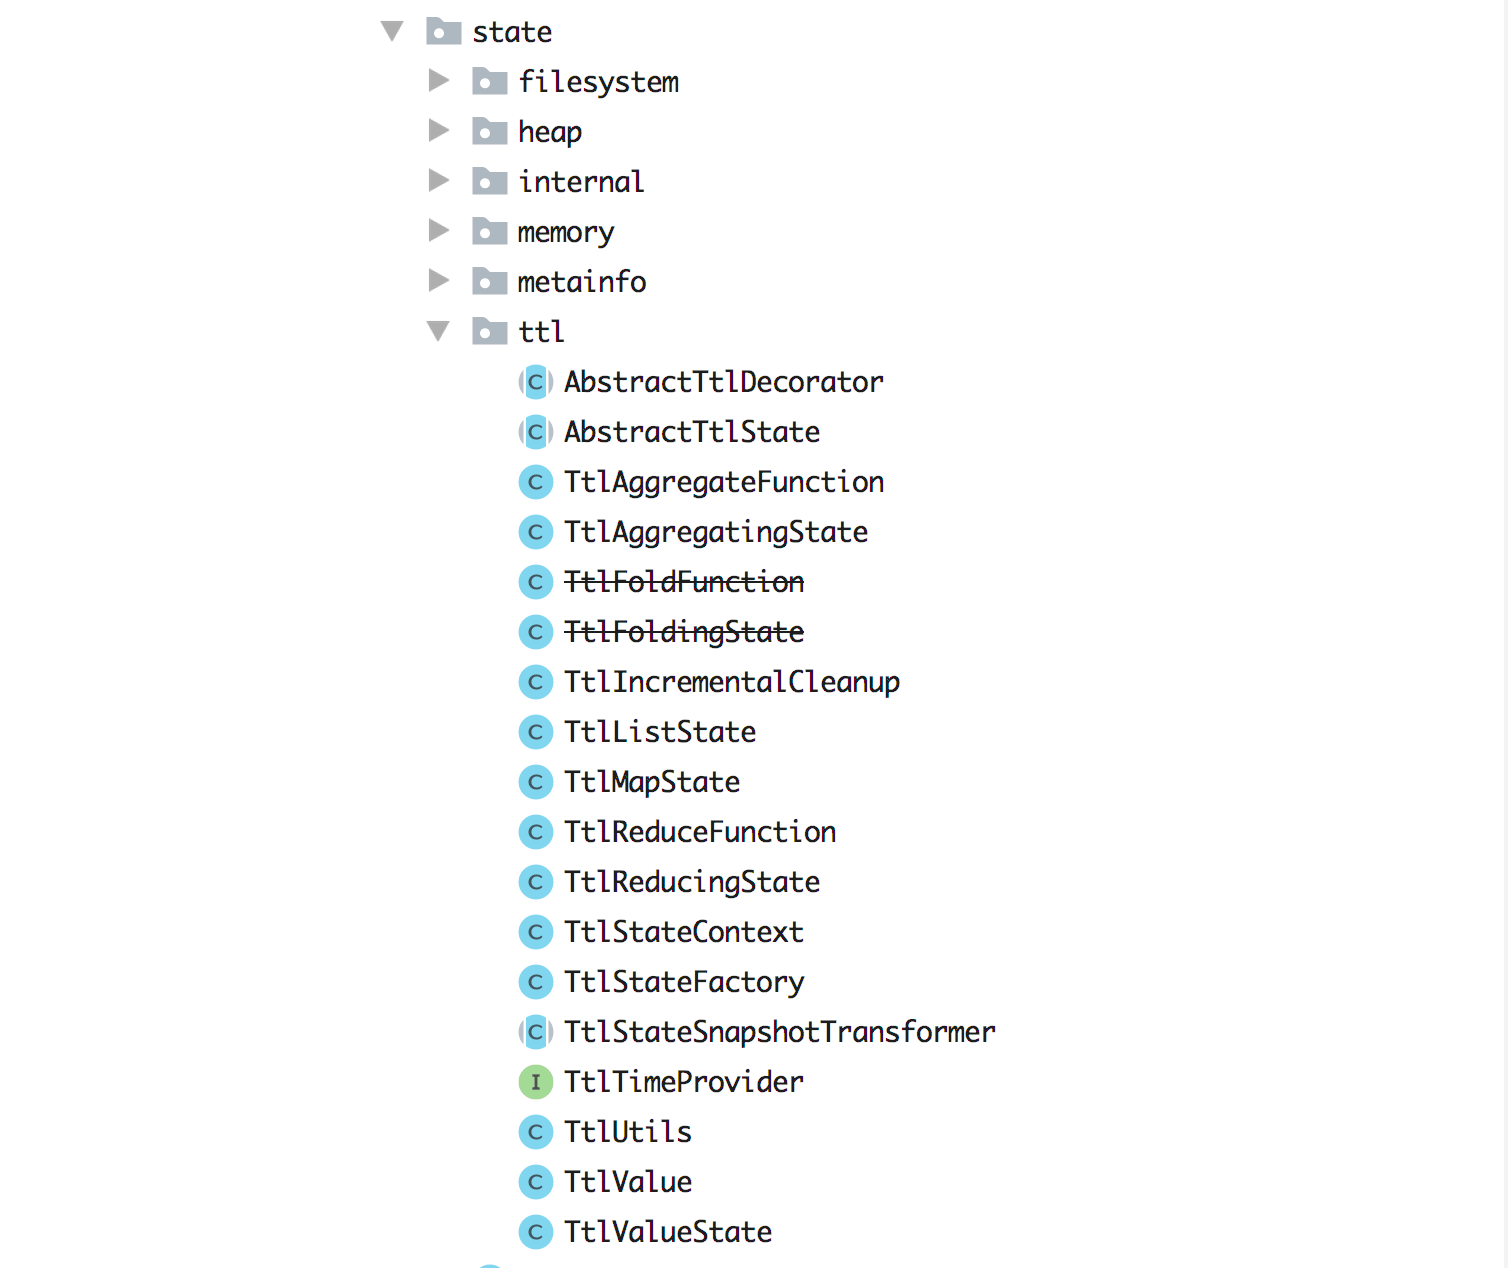 state
filesystem
heap
internal
memory
metainfo
ttl
C AbstractTtlDecorator
C AbstractTtlState
C TtlAggregateFunction
C TtlAggregatingState
C TtlFoldFunction
C TtlFoldingState
C TtlIncrementalCleanup
C TtlListState
C TtlMapState
C TtlReduceFunction
C TtlReducingState
C TtlStateContext
C TtlStateFactory
C TtlStateSnapshotTransformer
I TtlTimeProvider
C TtlUtils
C TtlValue
C TtlValueState